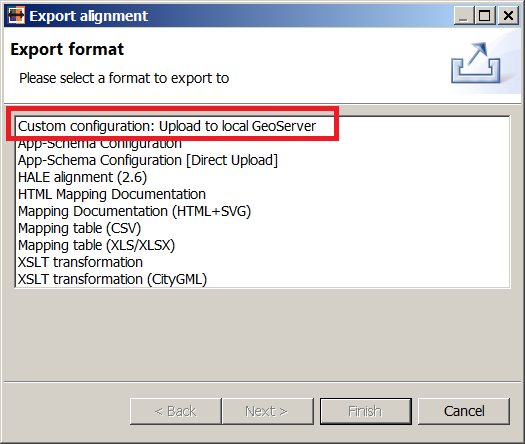 Export alignment
Export format
Please select a format to export to
Custom configuration: Upload to local GeoServer
App-Schema Configuration
App-Schema Configuration [Direct Upload]
HALE alignment (2.6)
HTML Mapping Documentation
Mapping Documentation (HTML+SVG)
Mapping table (CSV)
Mapping table (XLS/XLSX)
XSLT transformation
XSLT transformation (CityGML)
< Back
Next >
Finish
Cancel